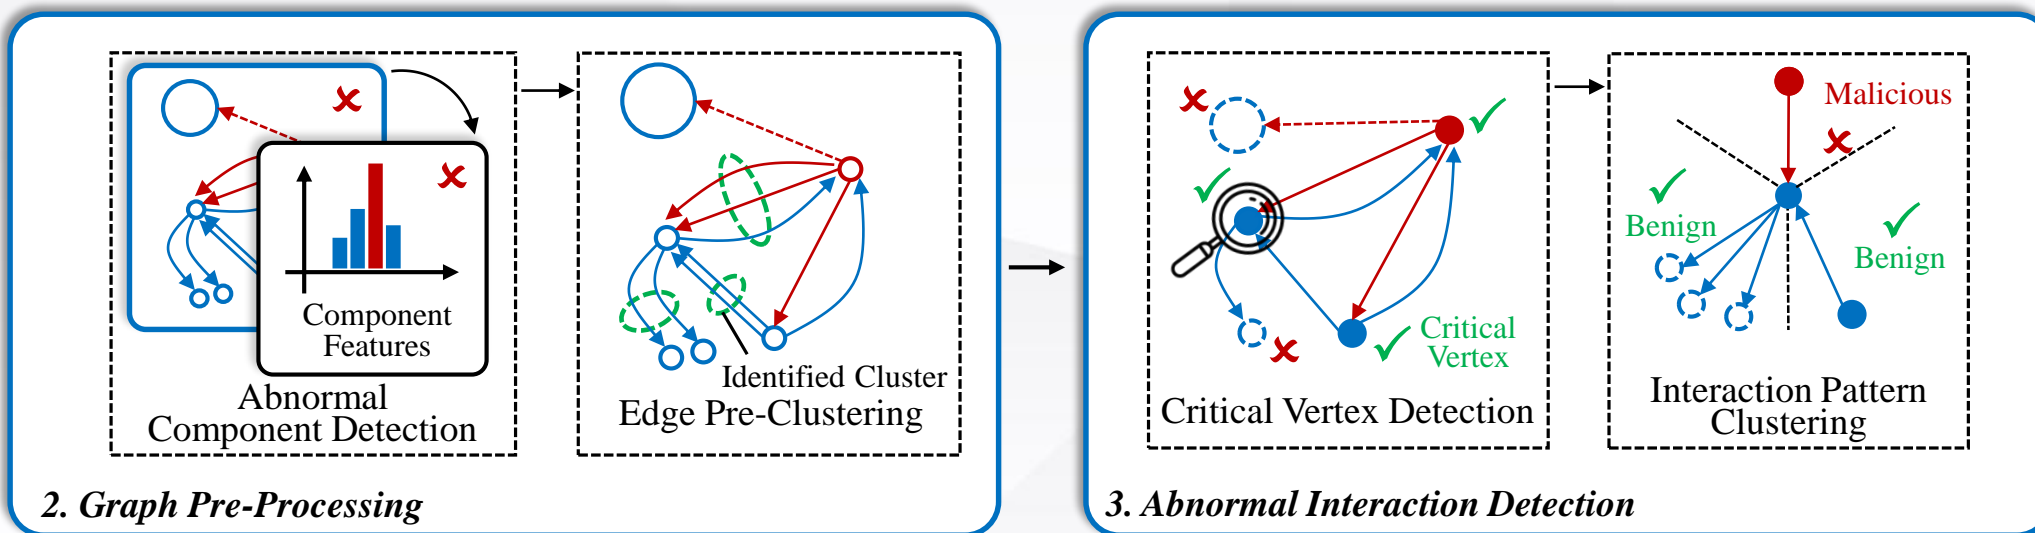 Component
Features
Abnormal
Component Detection
Identified Cluster
Edge Pre-Clustering
2. Graph Pre-Processing
Critical
Vertex
Critical Vertex Detection
Malicious
Benign
Benign
Interaction Pattern
Clustering
3. Abnormal Interaction Detection